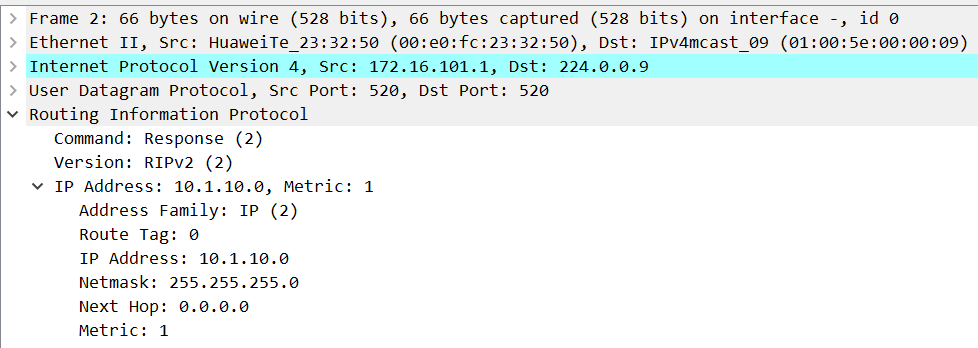 Frame 2: 66 bytes on wire (528 bits), 66 bytes captured (528 bits) on interface -, id 0
Ethernet II, Src: HuaweiTe_23:32:50 (00:e0:fc:23:32:50), Dst: IPv4mcast_09 (01:00:5e:00:00:09)
Internet Protocol Version 4, Src: 172.16.101.1, Dst: 224.0.0.9
User Datagram Protocol, Src Port: 520, Dst Port: 520
Routing Information Protocol
Command: Response (2)
Version: RIPv2 (2)
IP Address: 10.1.10.0, Metric: 1
Address Family: IP (2)
Route Tag: 0
IP Address: 10.1.10.0
Netmask: 255.255.255.0
Next Hop: 0.0.0.0
Metric: 1